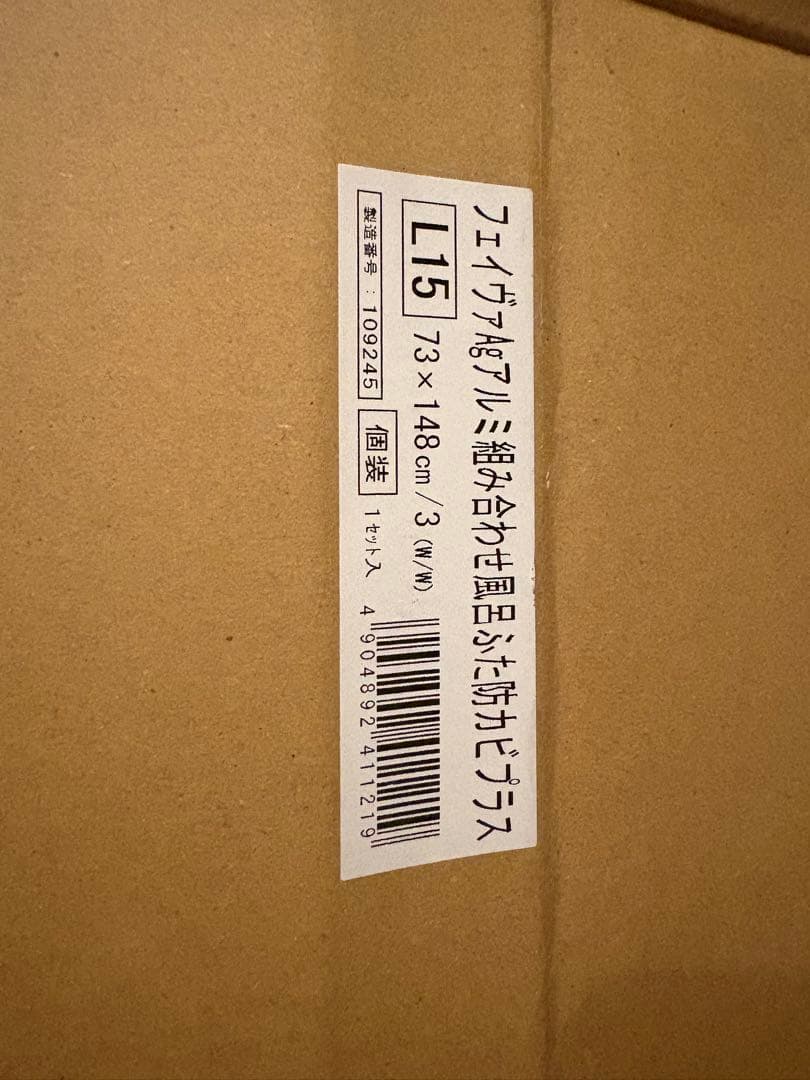 フェイヴァAgアルミ組み合わせ風呂ふた防カビプラス
L15 73×148cm/3(W/W)
製造番号：109245 個装 1セット入
4 904892 411219